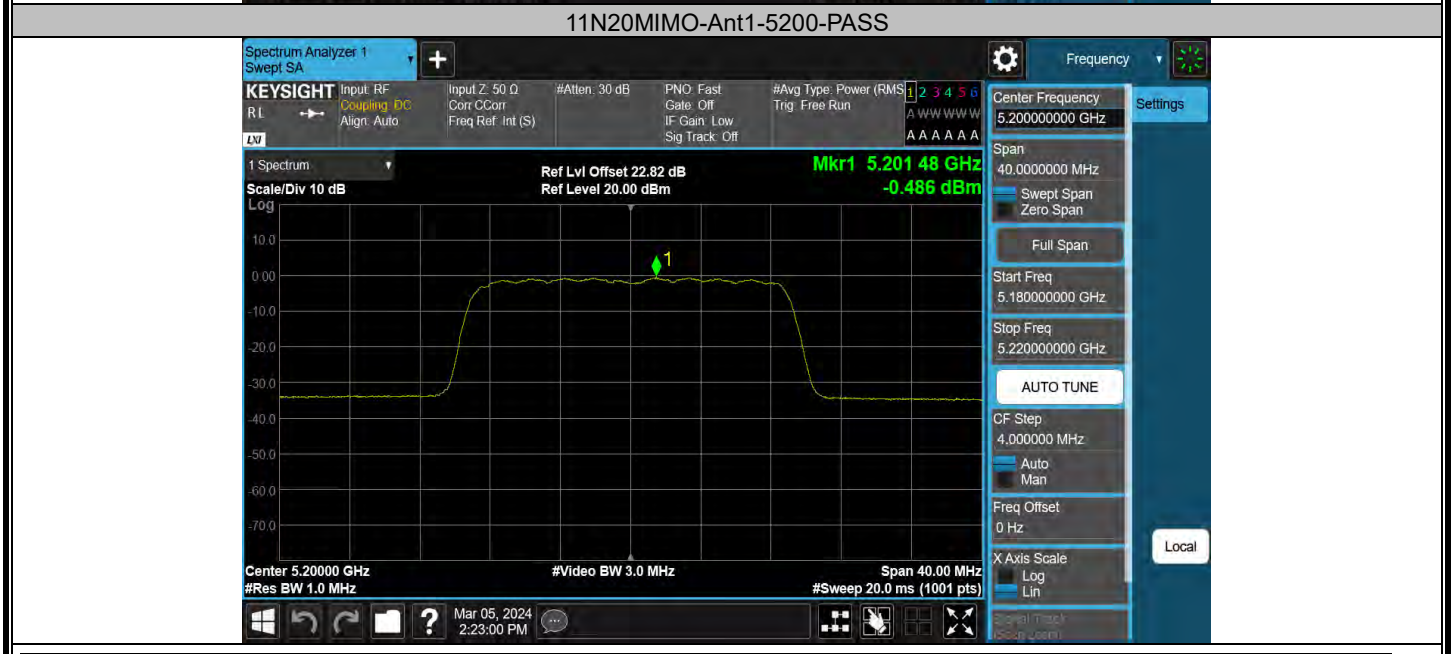 11N20MIMO-Ant1-5200-PASS
Spectrum Analyzer 1
Swept SA
+
Frequency
KEYSIGHT
RL
LXI
Input: RF
Coupling: DC
Align: Auto
Input Z: 50 Ω
Corr CCorr
Freq Ref: Int (S)
#Atten: 30 dB
PNO: Fast
Gate: Off
IF Gain: Low
Sig Track: Off
#Avg Type: Power (RMS
Trig: Free Run
1 2 3 4 5 6
A W W W W W
A A A A A A
1 Spectrum
Scale/Div 10 dB
Log
Ref Lvl Offset 22.82 dB
Ref Level 20.00 dBm
Mkr1 5.201 48 GHz
-0.486 dBm
1
10.0
0.00
-10.0
-20.0
-30.0
-40.0
-50.0
-60.0
-70.0
Center 5.20000 GHz
#Res BW 1.0 MHz
#Video BW 3.0 MHz
Span 40.00 MHz
#Sweep 20.0 ms (1001 pts)
Center Frequency
5.200000000 GHz
Settings
Span
40.0000000 MHz
Swept Span
Zero Span
Full Span
Start Freq
5.180000000 GHz
Stop Freq
5.220000000 GHz
AUTO TUNE
CF Step
4.000000 MHz
Auto
Man
Freq Offset
0 Hz
X Axis Scale
Log
Lin
Signal Track
(Span Zoom)
Local
?
Mar 05, 2024
2:23:00 PM